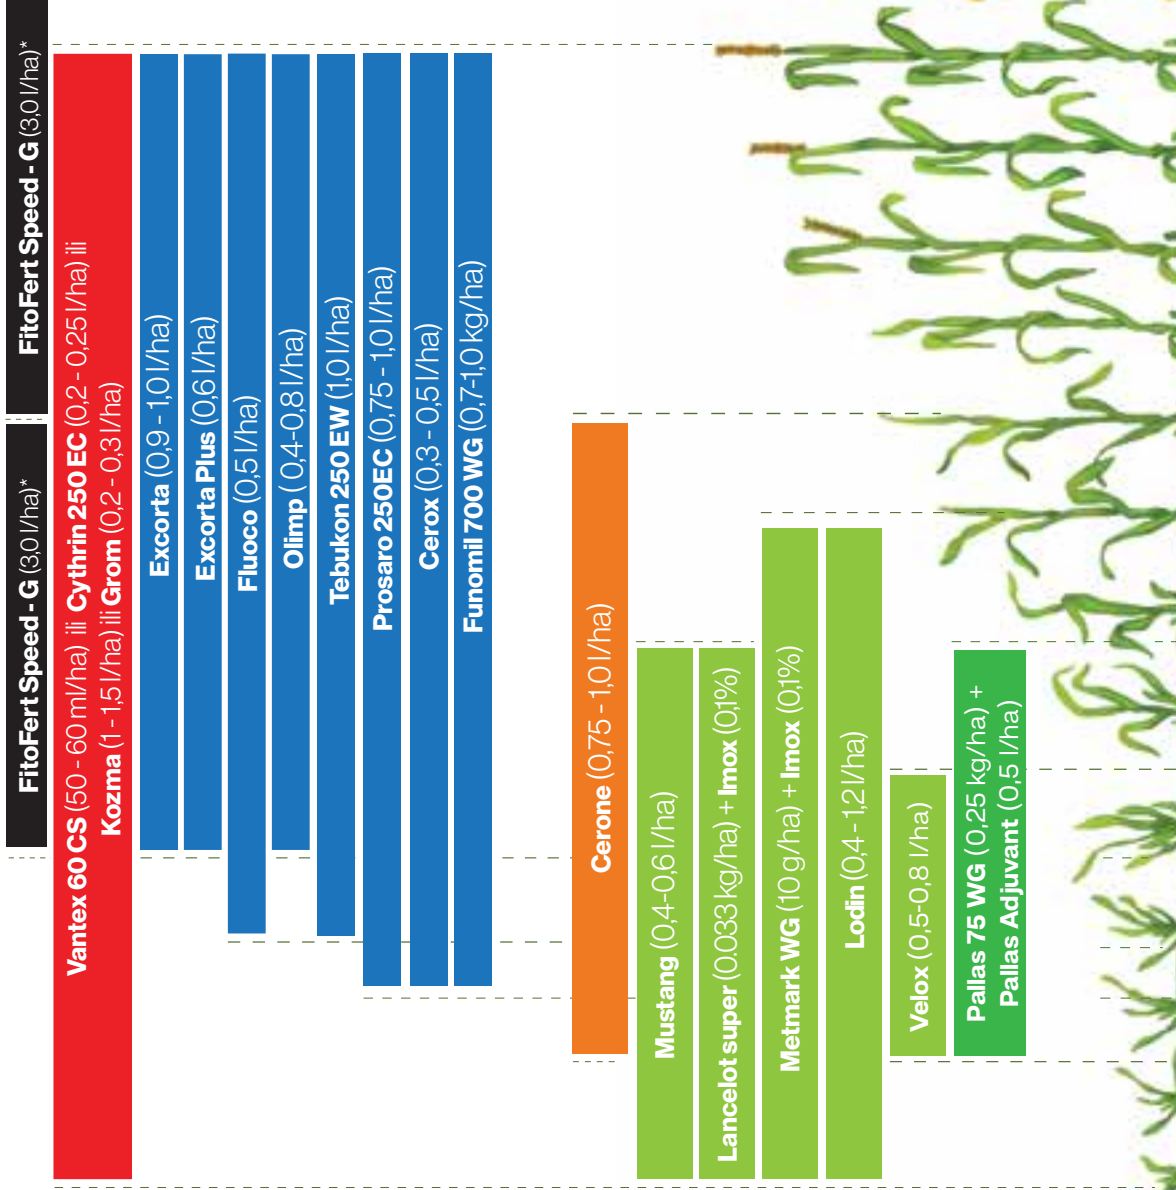 FitoFert Speed - G (3,0 l/ha)*
FitoFert Speed - G (3,0 l/ha)*
Vantex 60 CS (50 - 60 ml/ha) ili Cythrin 250 EC (0,2 - 0,25 l/ha) ili
Kozma (1 - 1,5 l/ha) ili Grom (0,2 - 0,3 l/ha)
Excorta (0,9 - 1,0 l/ha)
Excorta Plus (0,6 l/ha)
Fluoco (0,5 l/ha)
Olimp ( 0,4-0,8 l/ha)
Tebukon 250 EW (1,0 l/ha)
Prosaro 250EC (0,75 - 1,0 l/ha)
Cerox (0,3 - 0,5 l/ha)
Funomil 700 WG (0,7-1,0 kg/ha)
Cerone (0,75 - 1,0 l/ha)
Mustang (0,4-0,6 l/ha)
Lancelot super (0.033 kg/ha) + Imox (0,1%)
Metmark WG (10 g/ha) + Imox (0,1%)
Lodin (0,4 - 1,2 l/ha)
Velox (0,5-0,8 l/ha)
Pallas 75 WG (0,25 kg/ha) +
Pallas Adjuvant (0,5 l/ha)